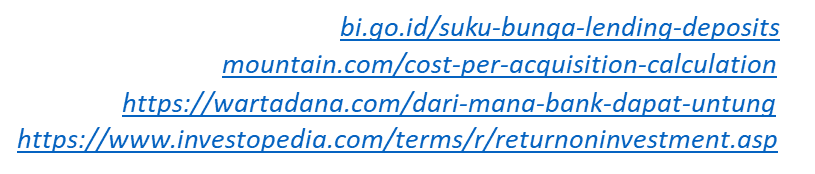 bi.go.id/suku-bunga-lending-deposits
mountain.com/cost-per-acquisition-calculation
https://wartadana.com/dari-mana-bank-dapat-untung
https://www.investopedia.com/terms/r/returnoninvestment.asp